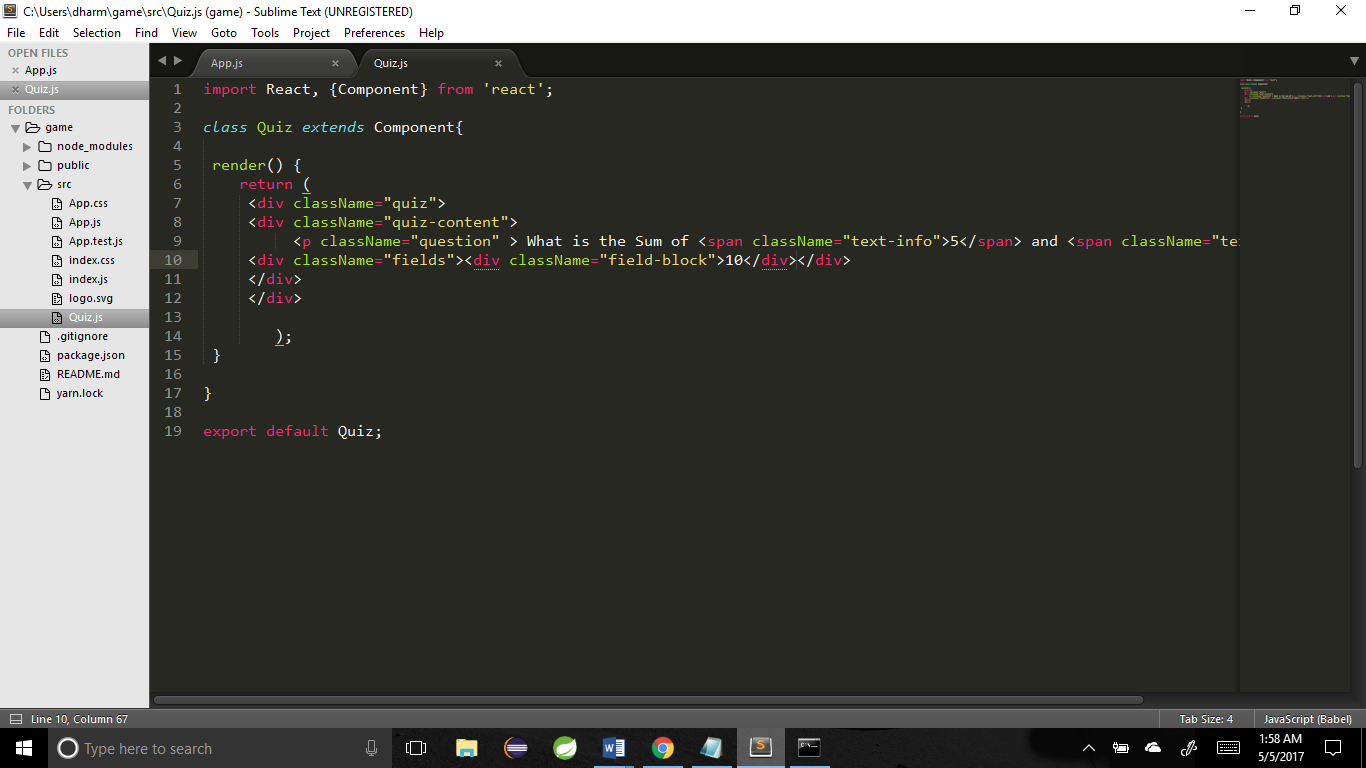 C:\Users\dharm\game\src\Quiz.js (game) - Sublime Text (UNREGISTERED)
File Edit Selection Find View Goto Tools Project Preferences Help
OPEN FILES
App.js
Quiz.js
FOLDERS
game
node_modules
public
src
App.css
App.js
App.test.js
index.css
index.js
logo.svg
Quiz.js
.gitignore
package.json
README.md
yarn.lock
App.js Quiz.js
1 import React, {Component} from 'react';
2
3 class Quiz extends Component{
4
5 render() {
6 return (
7 <div className="quiz">
8 <div className="quiz-content">
9 <p className="question" > What is the Sum of <span className="text-info">5</span> and <span className="te
10 <div className="fields"><div className="field-block">10</div></div>
11 </div>
12 </div>
13
14 );
15 }
16
17 }
18
19 export default Quiz;
Line 10, Column 67 Tab Size: 4 JavaScript (Babel)
Type here to search
1:58 AM
5/5/2017